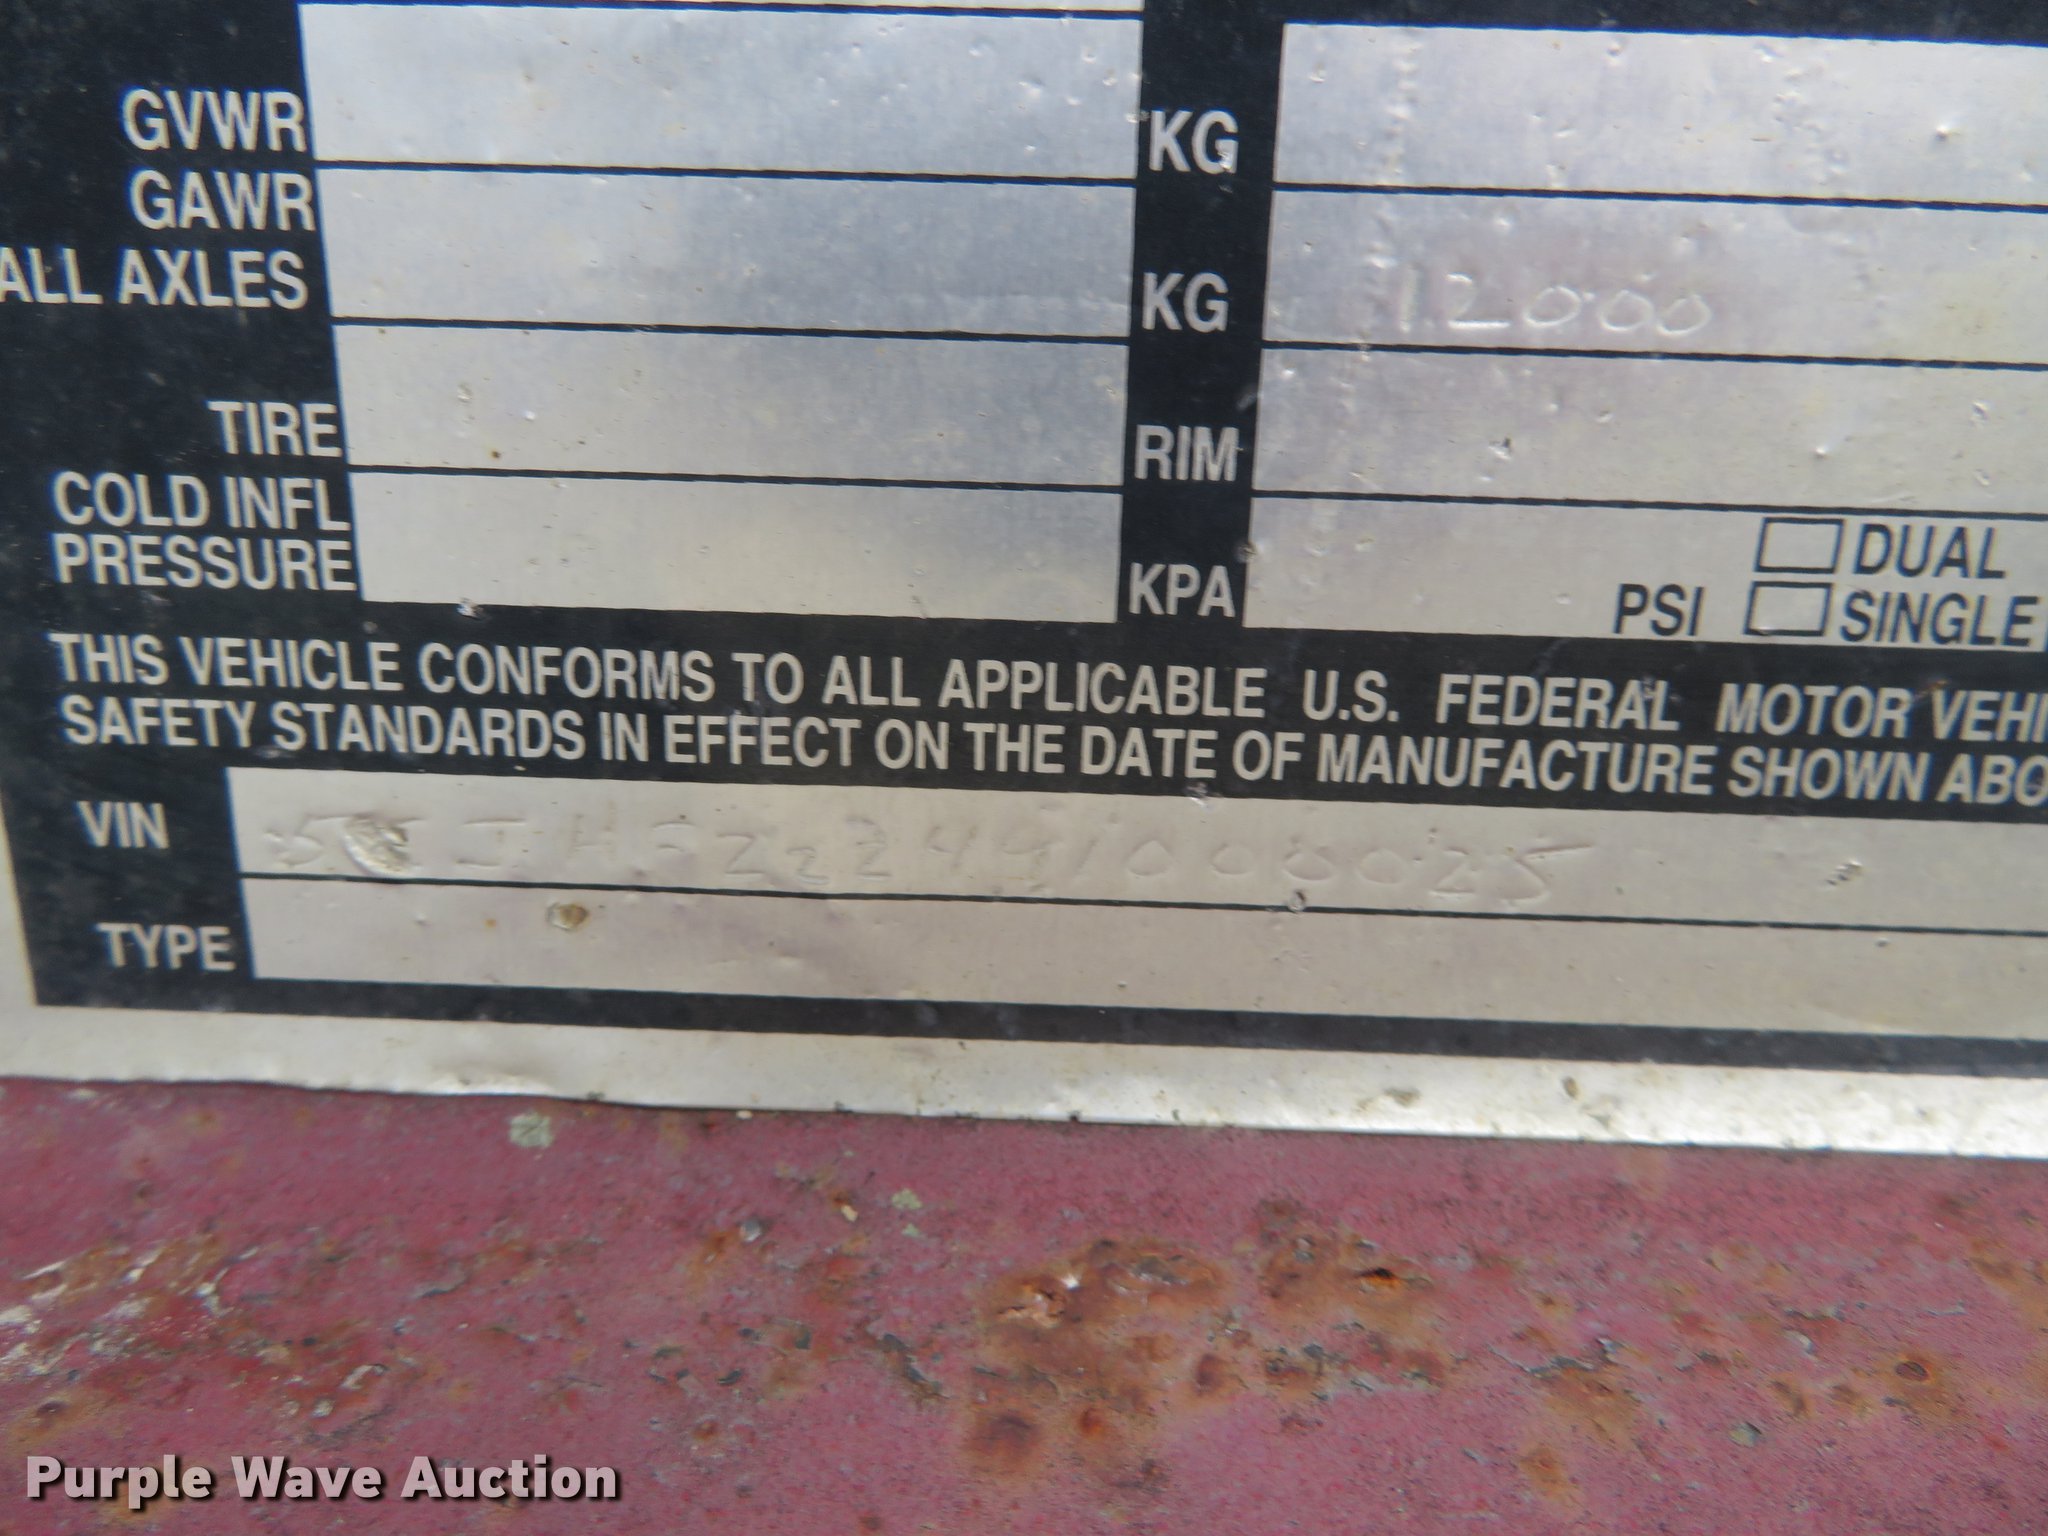 GVWR KG
GAWR
ALL AXLES KG 12000
TIRE RIM
COLD INFL
PRESSURE KPA PSI
DUAL
SINGLE
THIS VEHICLE CONFORMS TO ALL APPLICABLE U.S. FEDERAL MOTOR VEHI
SAFETY STANDARDS IN EFFECT ON THE DATE OF MANUFACTURE SHOWN ABO
VIN
TYPE
Purple Wave Auction